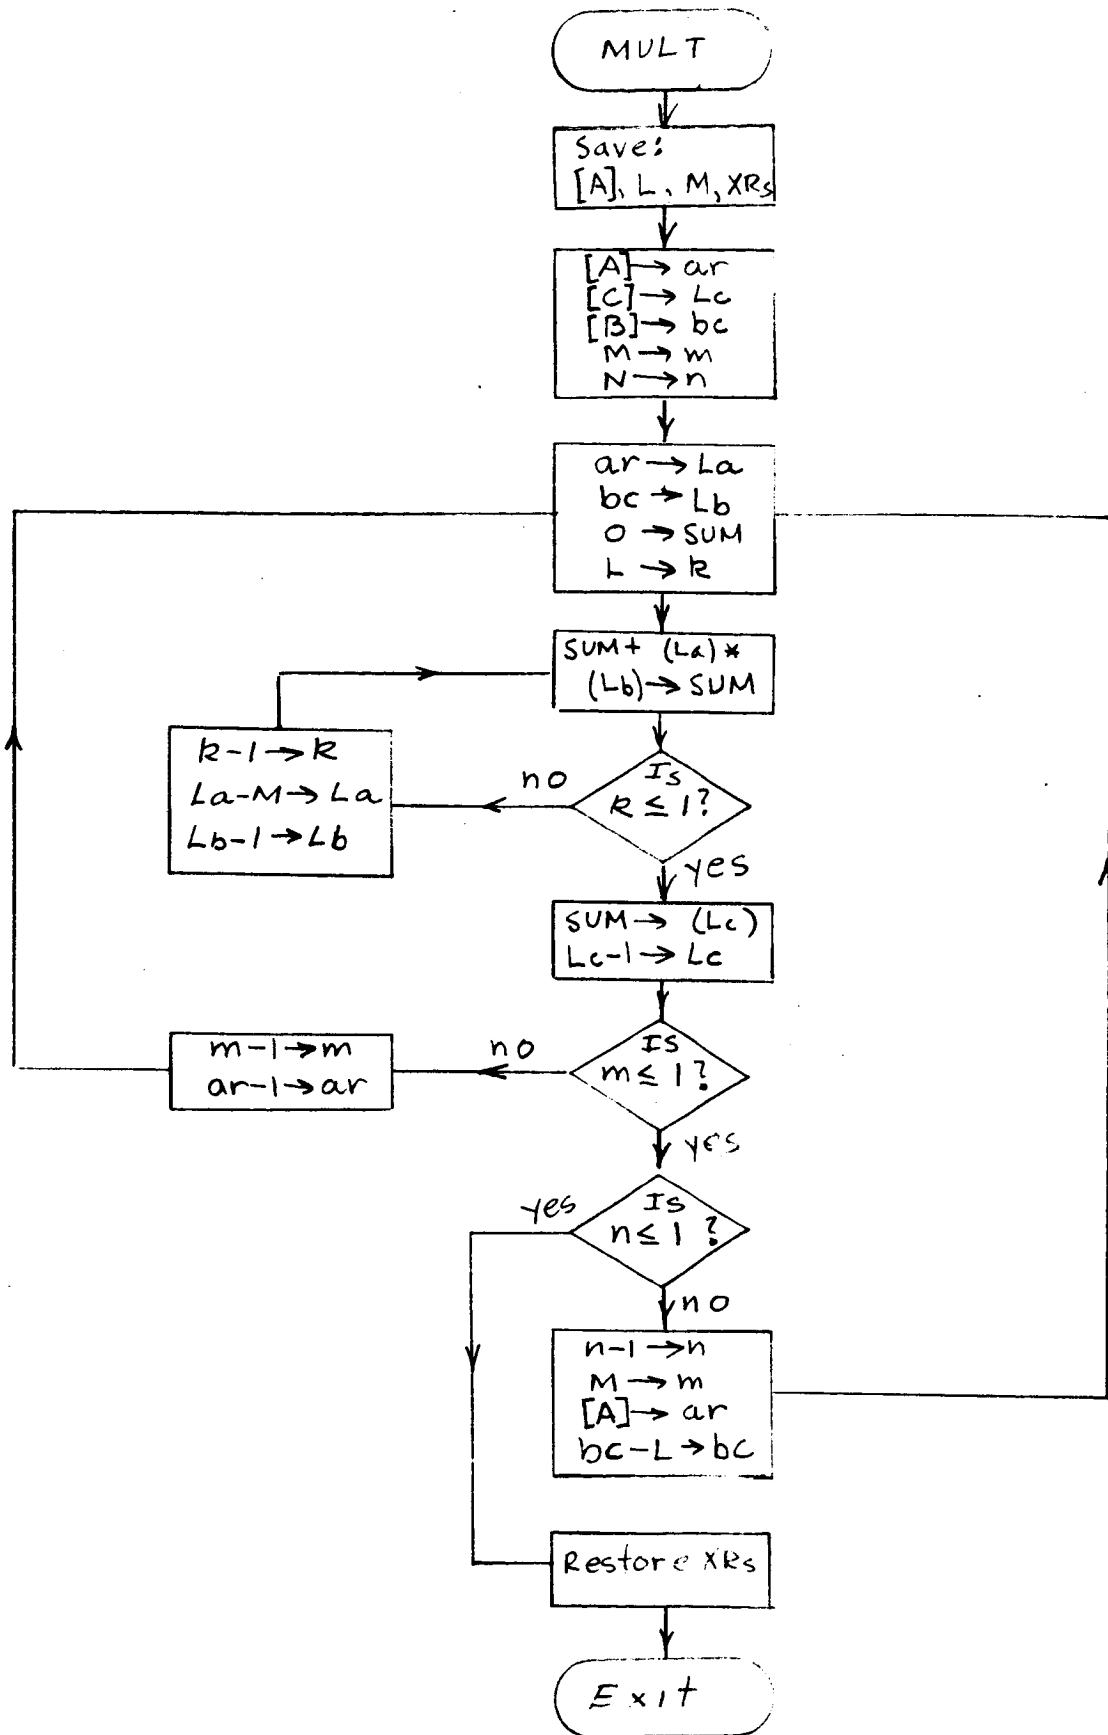 MULT
Save:
[A], L, M, XRs
[A] → ar
[C] → Lc
[B] → bc
M → m
N → n
ar → La
bc → Lb
0 → SUM
L → k
SUM + (La) *
(Lb) → SUM
k-1 → k
La-M → La
Lb-1 → Lb
no
Is
k ≤ 1?
yes
SUM → (Lc)
Lc-1 → Lc
m-1 → m
ar-1 → ar
no
Is
m ≤ 1?
yes
yes
Is
n ≤ 1?
no
n-1 → n
M → m
[A] → ar
bc-L → bc
Restore XRs
Exit